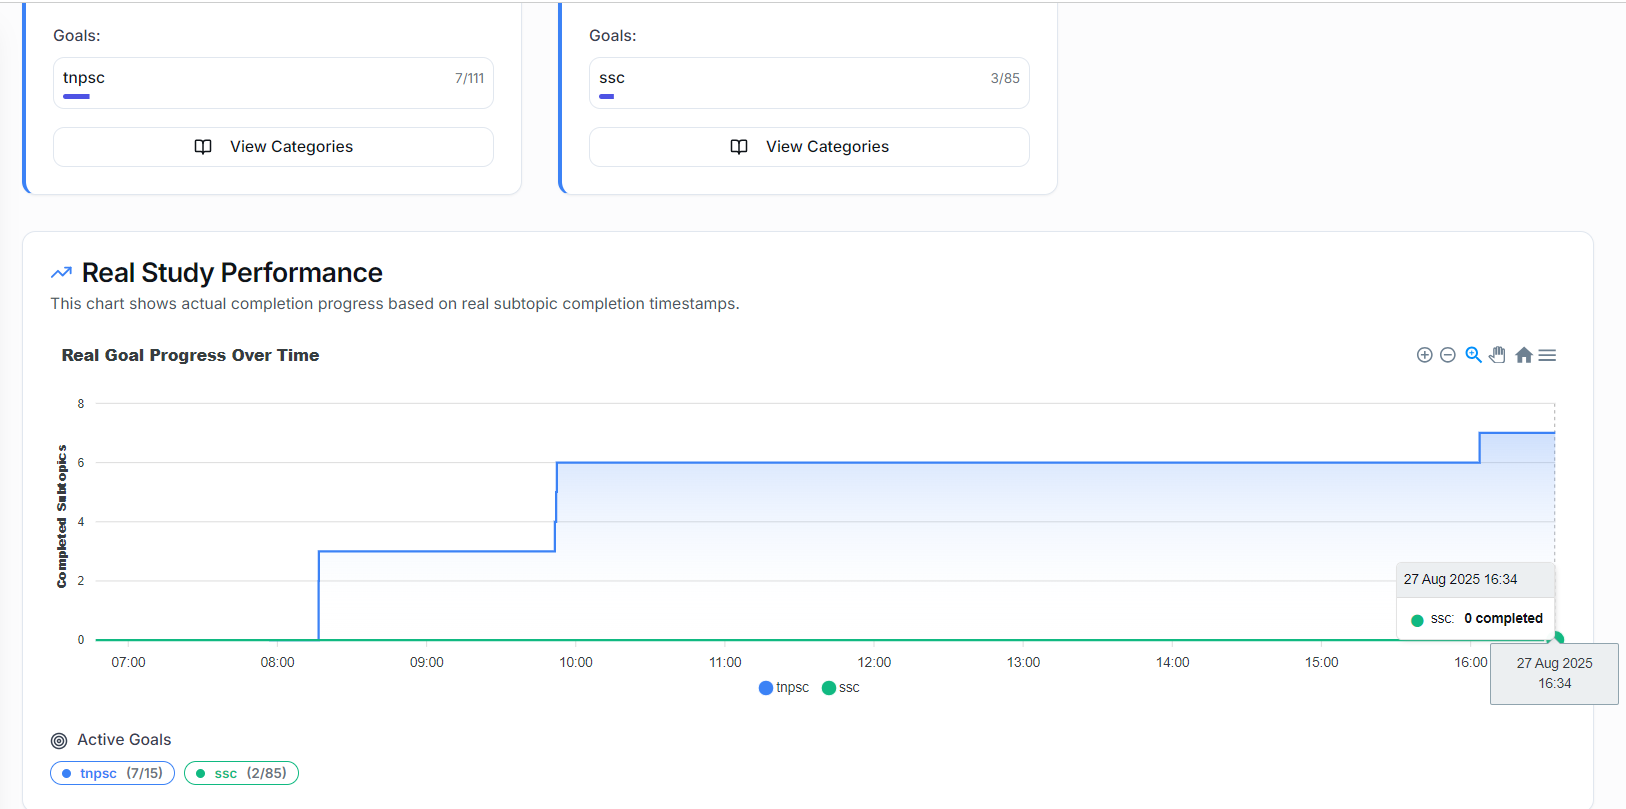 Goals:
Goals:
tnpsc 7/111
ssc 3/85
View Categories
View Categories
Real Study Performance
This chart shows actual completion progress based on real subtopic completion timestamps.
Real Goal Progress Over Time
Completed Subtopics
8
6
4
2
0
27 Aug 2025 16:34
ssc: 0 completed
07:00 08:00 09:00 10:00 11:00 12:00 13:00 14:00 15:00 16:00
27 Aug 2025
16:34
tnpsc ssc
Active Goals
tnpsc (7/15) ssc (2/85)